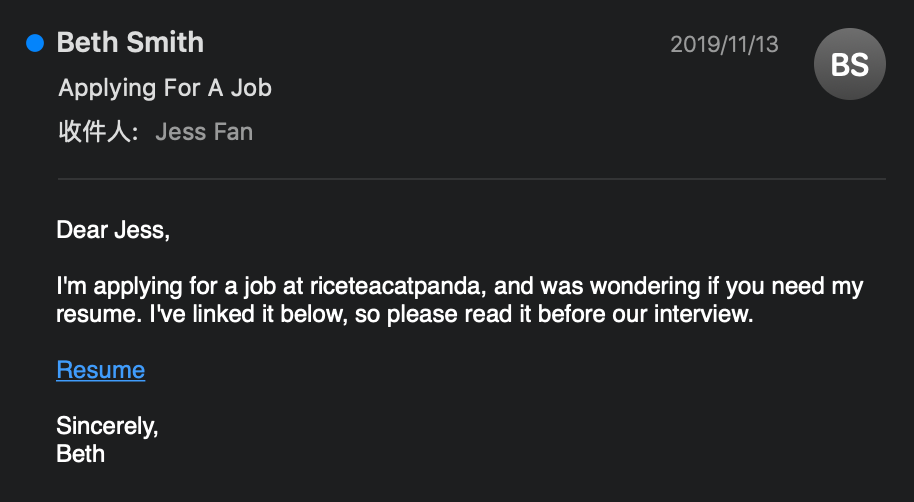 Beth Smith
2019/11/13
BS
Applying For A Job
收件人: Jess Fan
Dear Jess,
I'm applying for a job at riceteacatpanda, and was wondering if you need my
resume. I've linked it below, so please read it before our interview.
Resume
Sincerely,
Beth